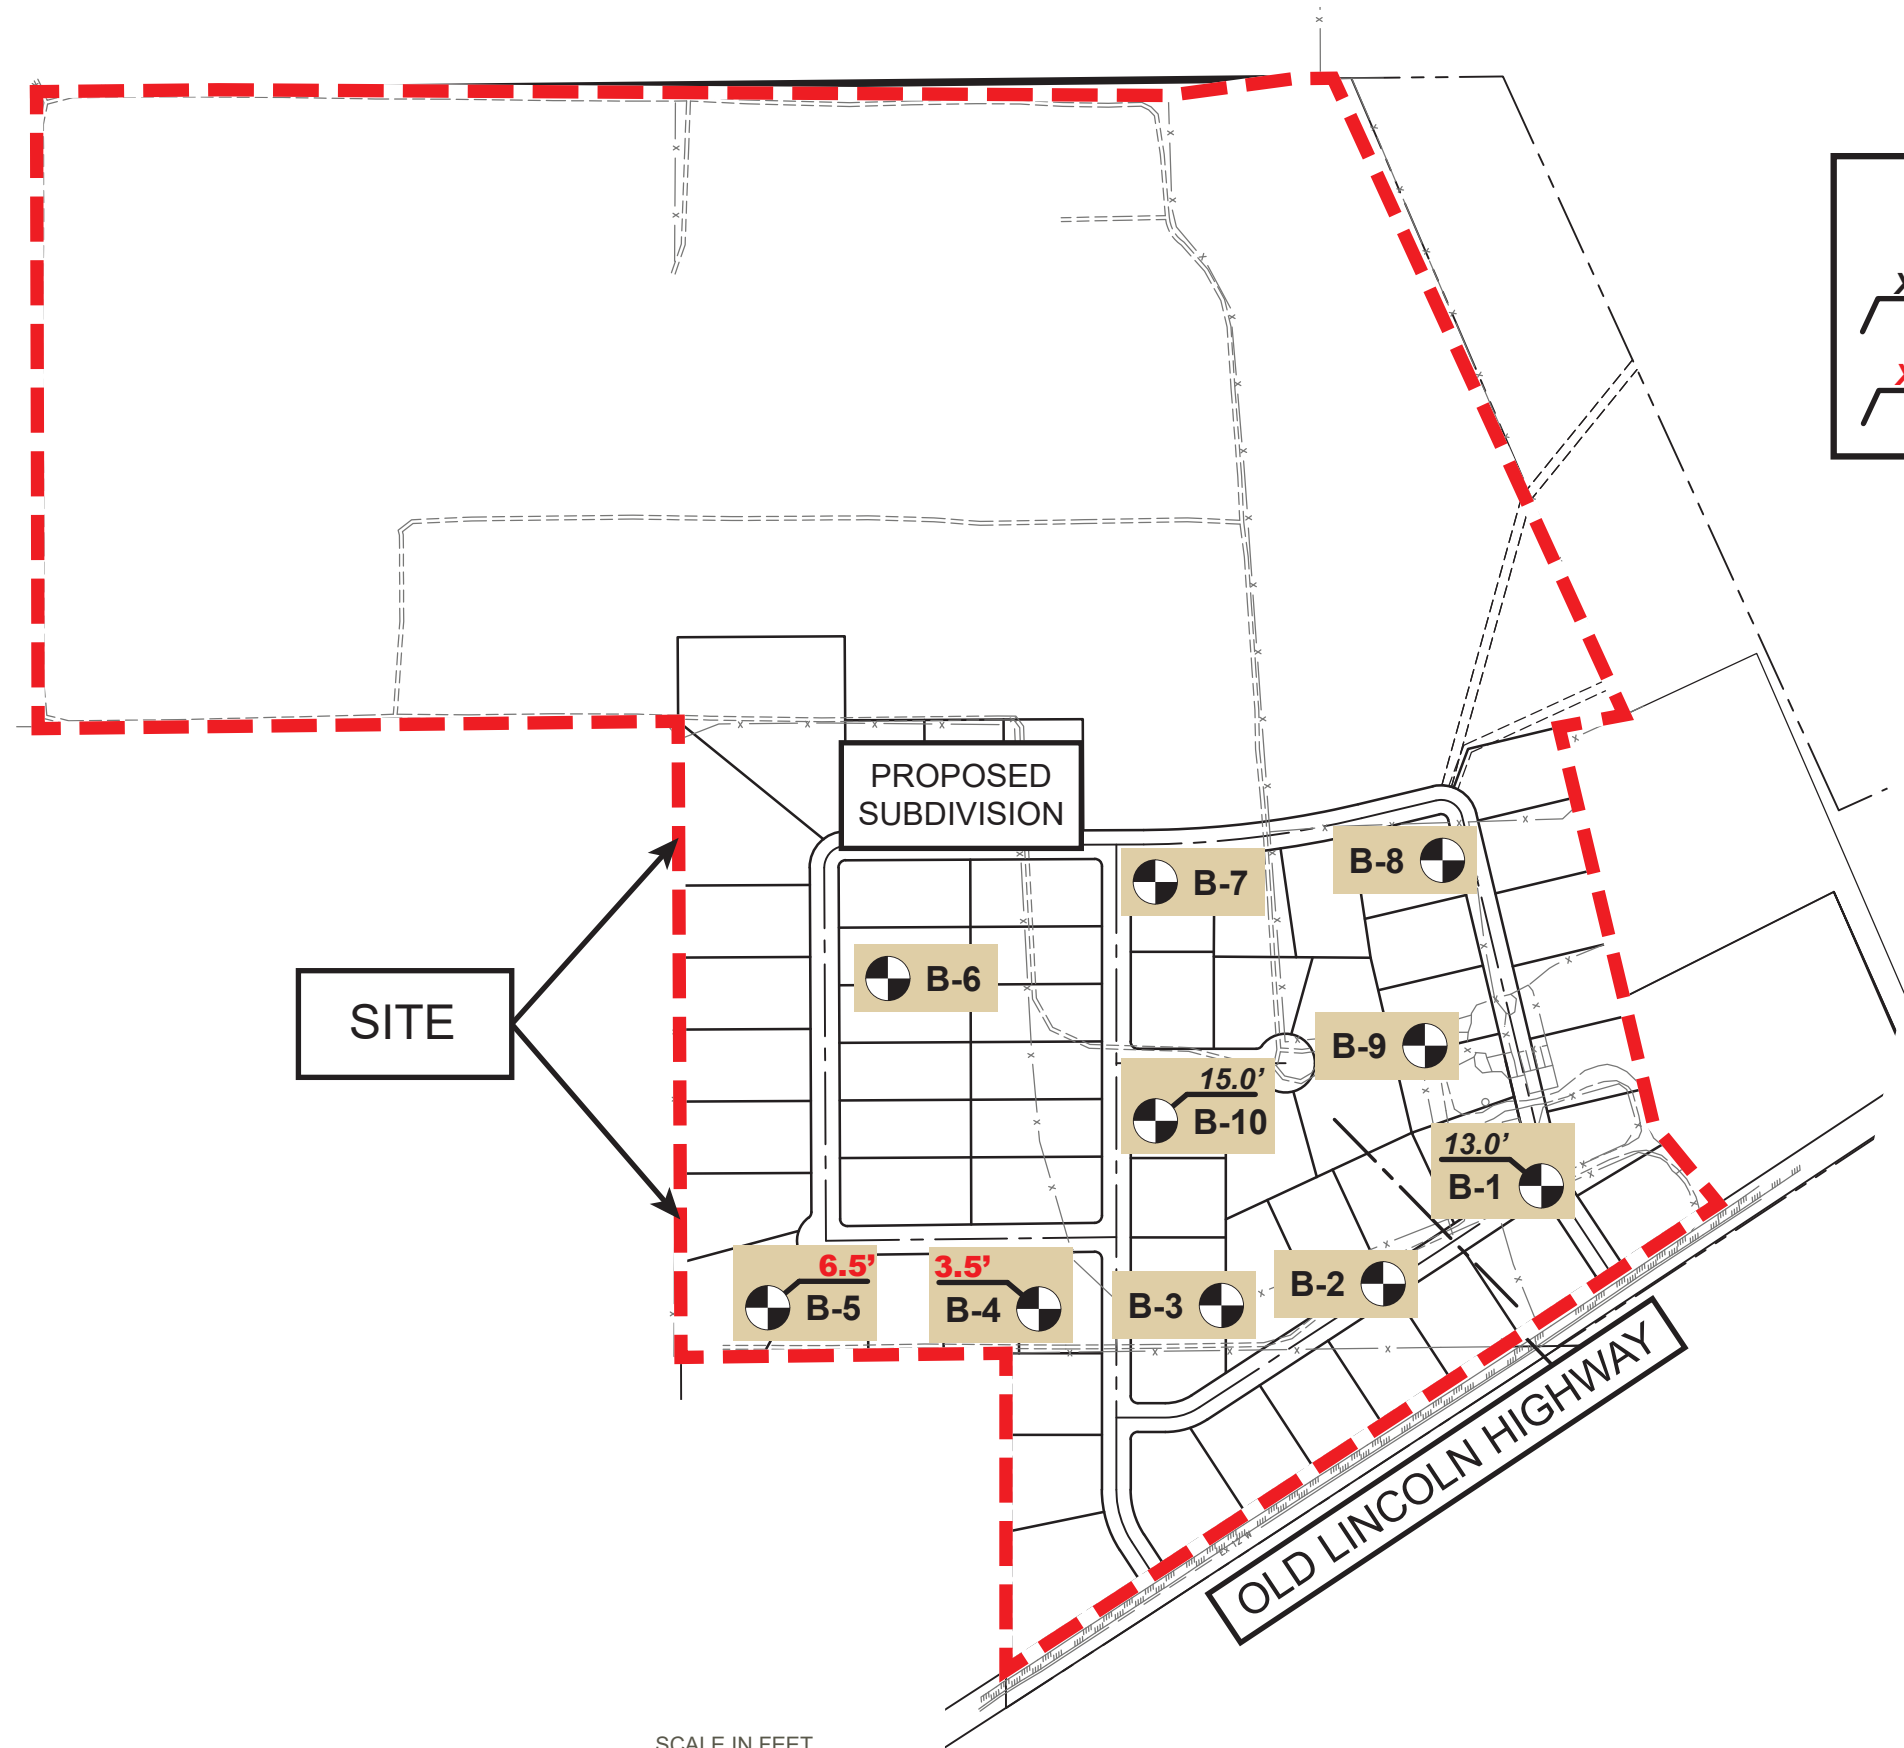 X
X
PROPOSED
SUBDIVISION
B-7
B-8
B-6
SITE
B-9
15.0’
B-10
13.0’
B-1
6.5’
B-5
3.5’
B-4
B-3
B-2
OLD LINCOLN HIGHWAY
SCALE IN FEET